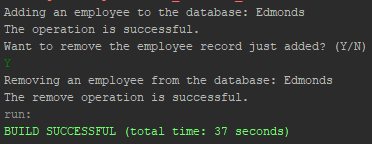 Adding an employee to the database: Edmonds
The operation is successful.
Want to remove the employee record just added? (Y/N)
Y
Removing an employee from the database: Edmonds
The remove operation is successful.
run:
BUILD SUCCESSFUL (total time: 37 seconds)